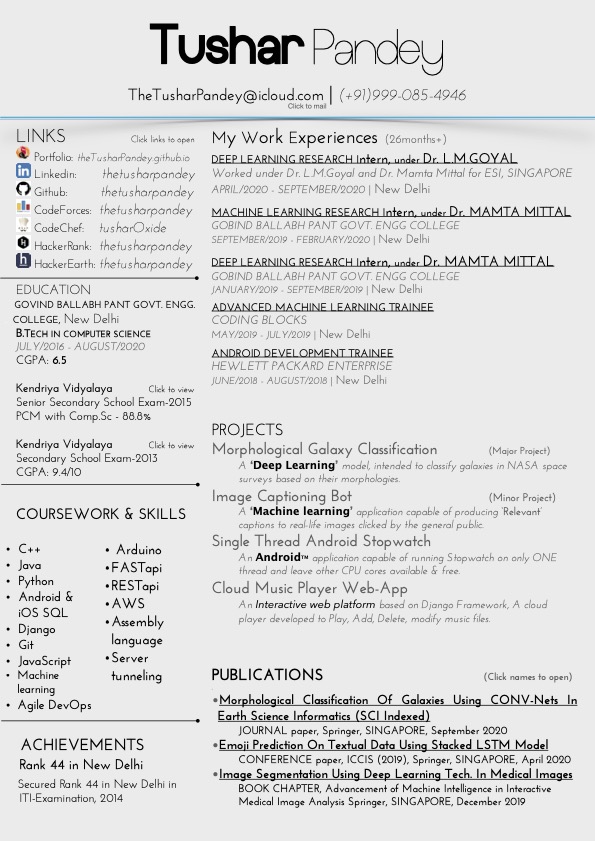 Tushar Pandey
TheTusharPandey@icloud.com | (+91)999-085-4946
Click to mail
LINKS Click links to open
Portfolio: theTusharPandey.github.io
Linkedin: thetusharpandey
Github: thetusharpandey
CodeForces: thetusharpandey
CodeChef: tusharOxide
HackerRank: thetusharpandey
HackerEarth: thetusharpandey
EDUCATION
GOVIND BALLABH PANT GOVT. ENGG.
COLLEGE, New Delhi
B.Tech in computer science
JULY/2016 - AUGUST/2020
CGPA: 6.5
Kendriya Vidyalaya Click to view
Senior Secondary School Exam-2015
PCM with Comp.Sc - 88.8%
Kendriya Vidyalaya Click to view
Secondary School Exam-2013
CGPA: 9.4/10
COURSEWORK & SKILLS
• C++
• Java
• Python
• Android &
iOS SQL
• Django
• Git
• JavaScript
• Machine
learning
• Agile DevOps
• Arduino
•FASTapi
•RESTapi
•AWS
•Assembly
language
•Server
tunneling
ACHIEVEMENTS
Rank 44 in New Delhi
Secured Rank 44 in New Delhi in
ITI-Examination, 2014
My Work Experiences (26months+)
DEEP LEARNING RESEARCH Intern, under Dr. L.M.GOYAL
Worked under Dr. L.M.Goyal and Dr. Mamta Mittal for ESI, SINGAPORE
APRIL/2020 - SEPTEMBER/2020 | New Delhi
MACHINE LEARNING RESEARCH Intern, under Dr. MAMTA MITTAL
GOBIND BALLABH PANT GOVT. ENGG COLLEGE
SEPTEMBER/2019 - FEBRUARY/2020 | New Delhi
DEEP LEARNING RESEARCH Intern, under Dr. MAMTA MITTAL
GOBIND BALLABH PANT GOVT. ENGG COLLEGE
JANUARY/2019 - SEPTEMBER/2019 | New Delhi
ADVANCED MACHINE LEARNING TRAINEE
CODING BLOCKS
MAY/2019 - JULY/2019 | New Delhi
ANDROID DEVELOPMENT TRAINEE
HEWLETT PACKARD ENTERPRISE
JUNE/2018 - AUGUST/2018 | New Delhi
PROJECTS
Morphological Galaxy Classification (Major Project)
A 'Deep Learning' model, intended to classify galaxies in NASA space
surveys based on their morphologies.
Image Captioning Bot (Minor Project)
A 'Machine learning' application capable of producing 'Relevant'
captions to real-life images clicked by the general public.
Single Thread Android Stopwatch
An Android™ application capable of running Stopwatch on only ONE
thread and leave other CPU cores available & free.
Cloud Music Player Web-App
An Interactive web platform based on Django Framework, A cloud
player developed to Play, Add, Delete, modify music files.
PUBLICATIONS (Click names to open)
•Morphological Classification Of Galaxies Using CONV-Nets In
Earth Science Informatics (SCI Indexed)
JOURNAL paper, Springer, SINGAPORE, September 2020
•Emoji Prediction On Textual Data Using Stacked LSTM Model
CONFERENCE paper, ICCIS (2019), Springer, SINGAPORE, April 2020
•Image Segmentation Using Deep Learning Tech. In Medical Images
BOOK CHAPTER, Advancement of Machine Intelligence in Interactive
Medical Image Analysis Springer, SINGAPORE, December 2019